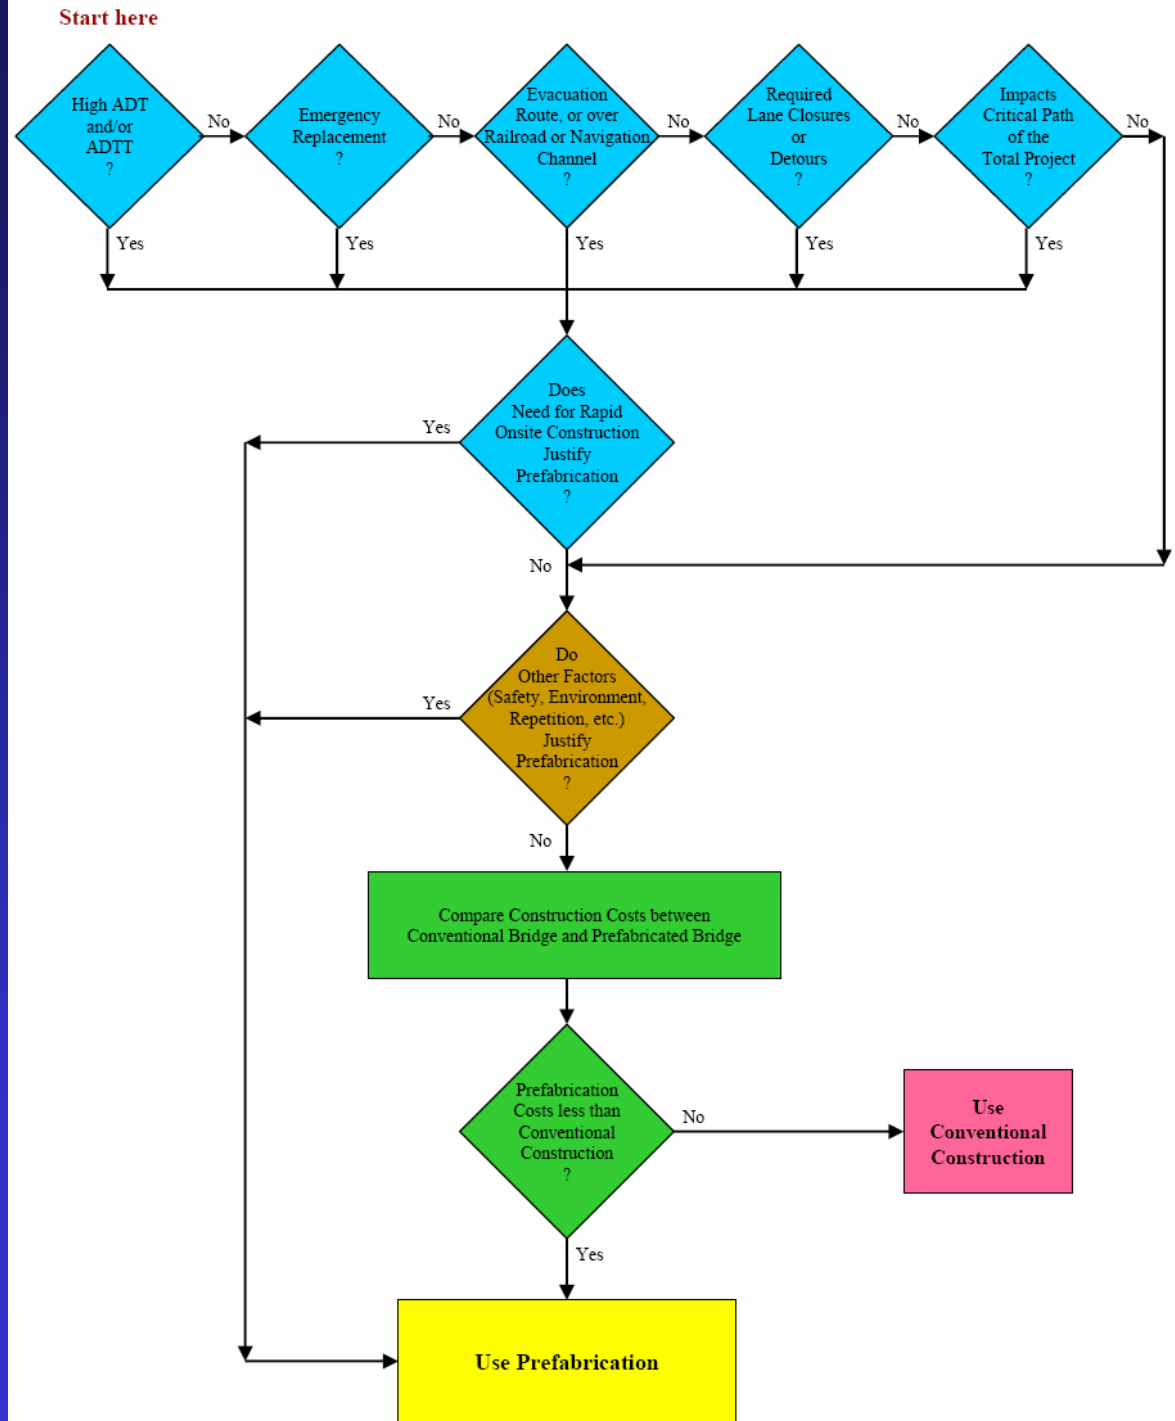 Start here
High ADT
and/or
ADTT
?
No
Yes
Emergency
Replacement
?
No
Yes
Evacuation
Route, or over
Railroad or Navigation
Channel
?
No
Yes
Required
Lane Closures
or
Detours
?
No
Yes
Impacts
Critical Path
of the
Total Project
?
No
Yes
Does
Need for Rapid
Onsite Construction
Justify
Prefabrication
?
Yes
No
Do
Other Factors
(Safety, Environment,
Repetition, etc.)
Justify
Prefabrication
?
Yes
No
Compare Construction Costs between
Conventional Bridge and Prefabricated Bridge
Prefabrication
Costs less than
Conventional
Construction
?
No
Yes
Use
Conventional
Construction
Use Prefabrication